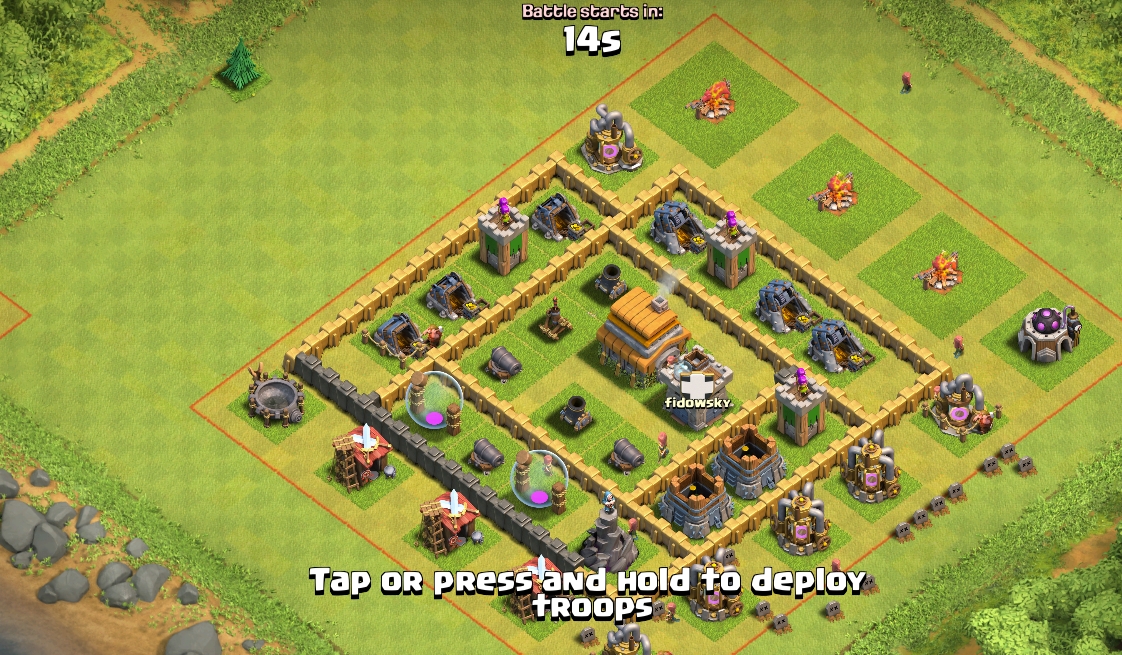 Battle starts in:
14s
fidowsky
Tap or press and hold to deploy
troops